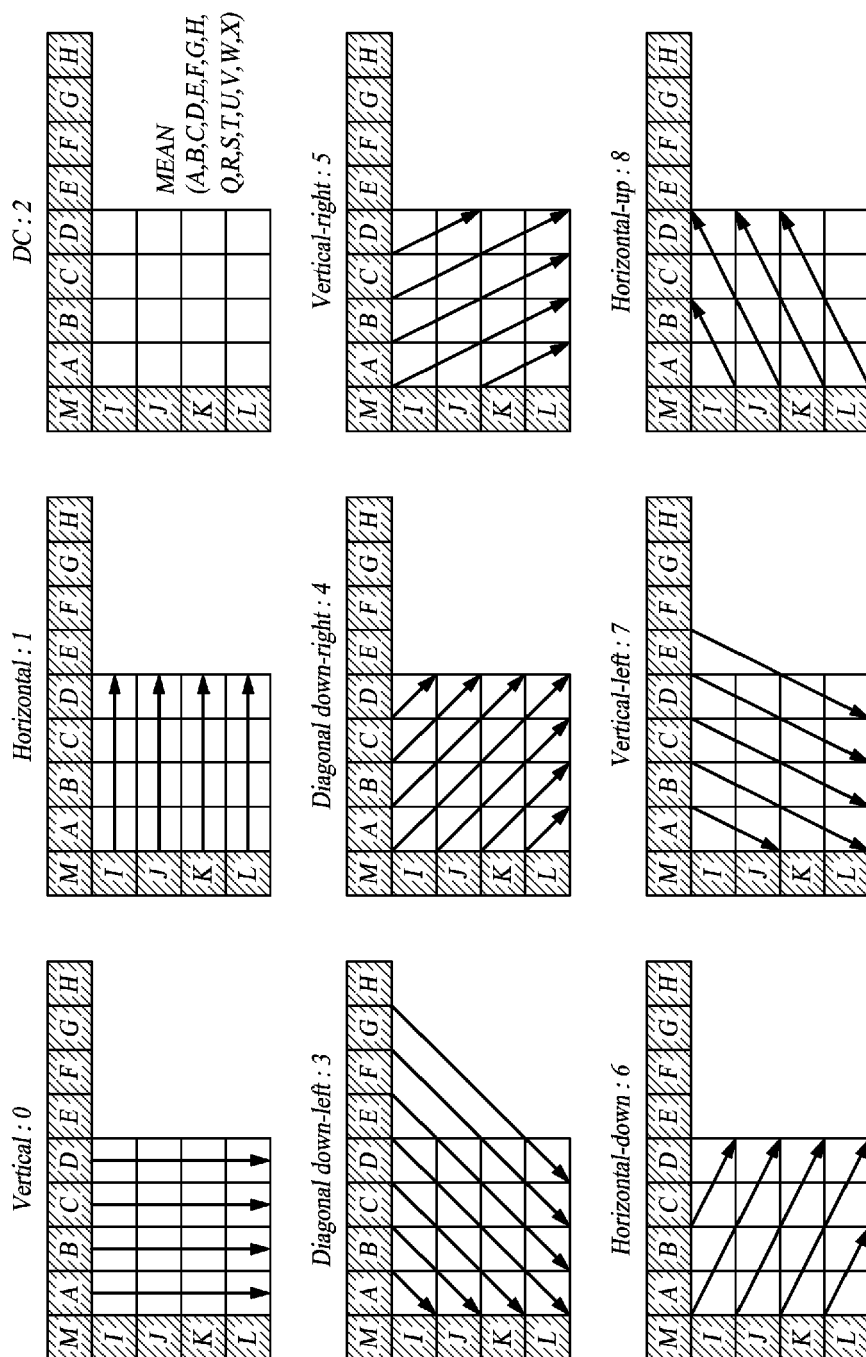 Vertical : 0
M A B C D E F G H
I
J
K
L
Horizontal : 1
M A B C D E F G H
I
J
K
L
DC : 2
M A B C D E F G H
I
J
K
L
MEAN
(A,B,C,D,E,F,G,H,
Q,R,S,T,U,V,W,X)
Diagonal down-left : 3
M A B C D E F G H
I
J
K
L
Diagonal down-right : 4
M A B C D E F G H
I
J
K
L
Vertical-right : 5
M A B C D E F G H
I
J
K
L
Horizontal-down : 6
M A B C D E F G H
I
J
K
L
Vertical-left : 7
M A B C D E F G H
I
J
K
L
Horizontal-up : 8
M A B C D E F G H
I
J
K
L